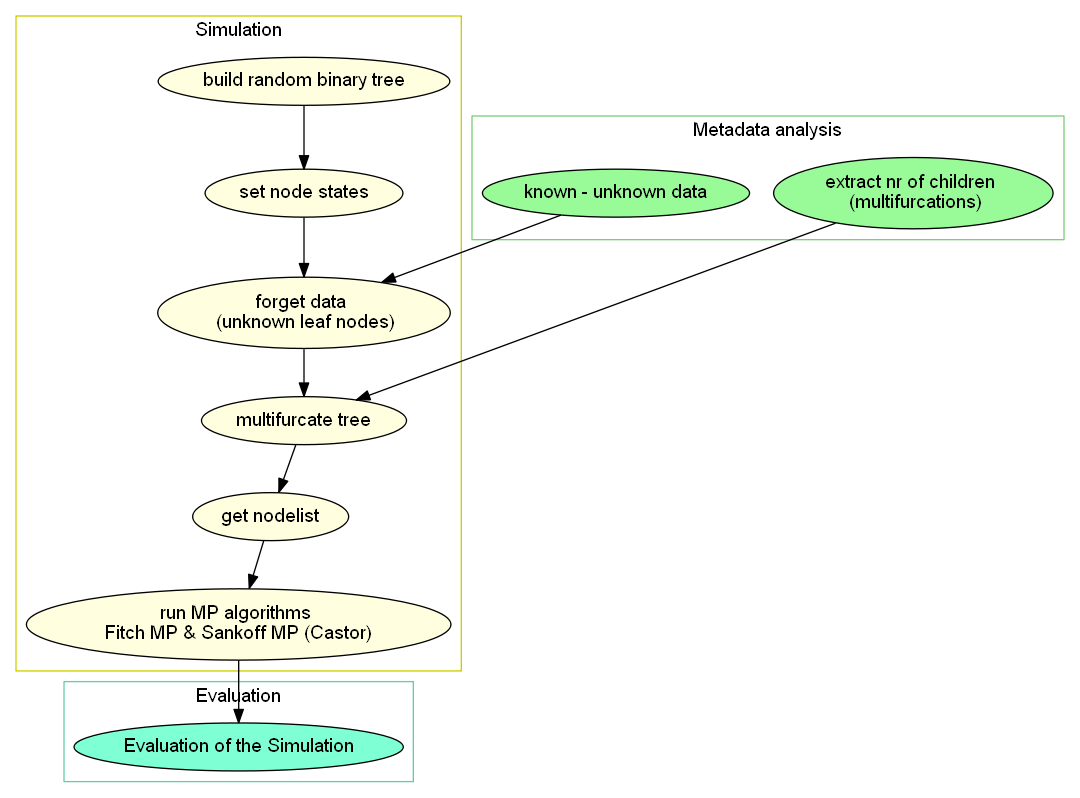 Simulation
build random binary tree
Metadata analysis
set node states
known - unknown data
extract nr of children
(multifurcations)
forget data
(unknown leaf nodes)
multifurcate tree
get nodelist
run MP algorithms
Fitch MP & Sankoff MP (Castor)
Evaluation
Evaluation of the Simulation